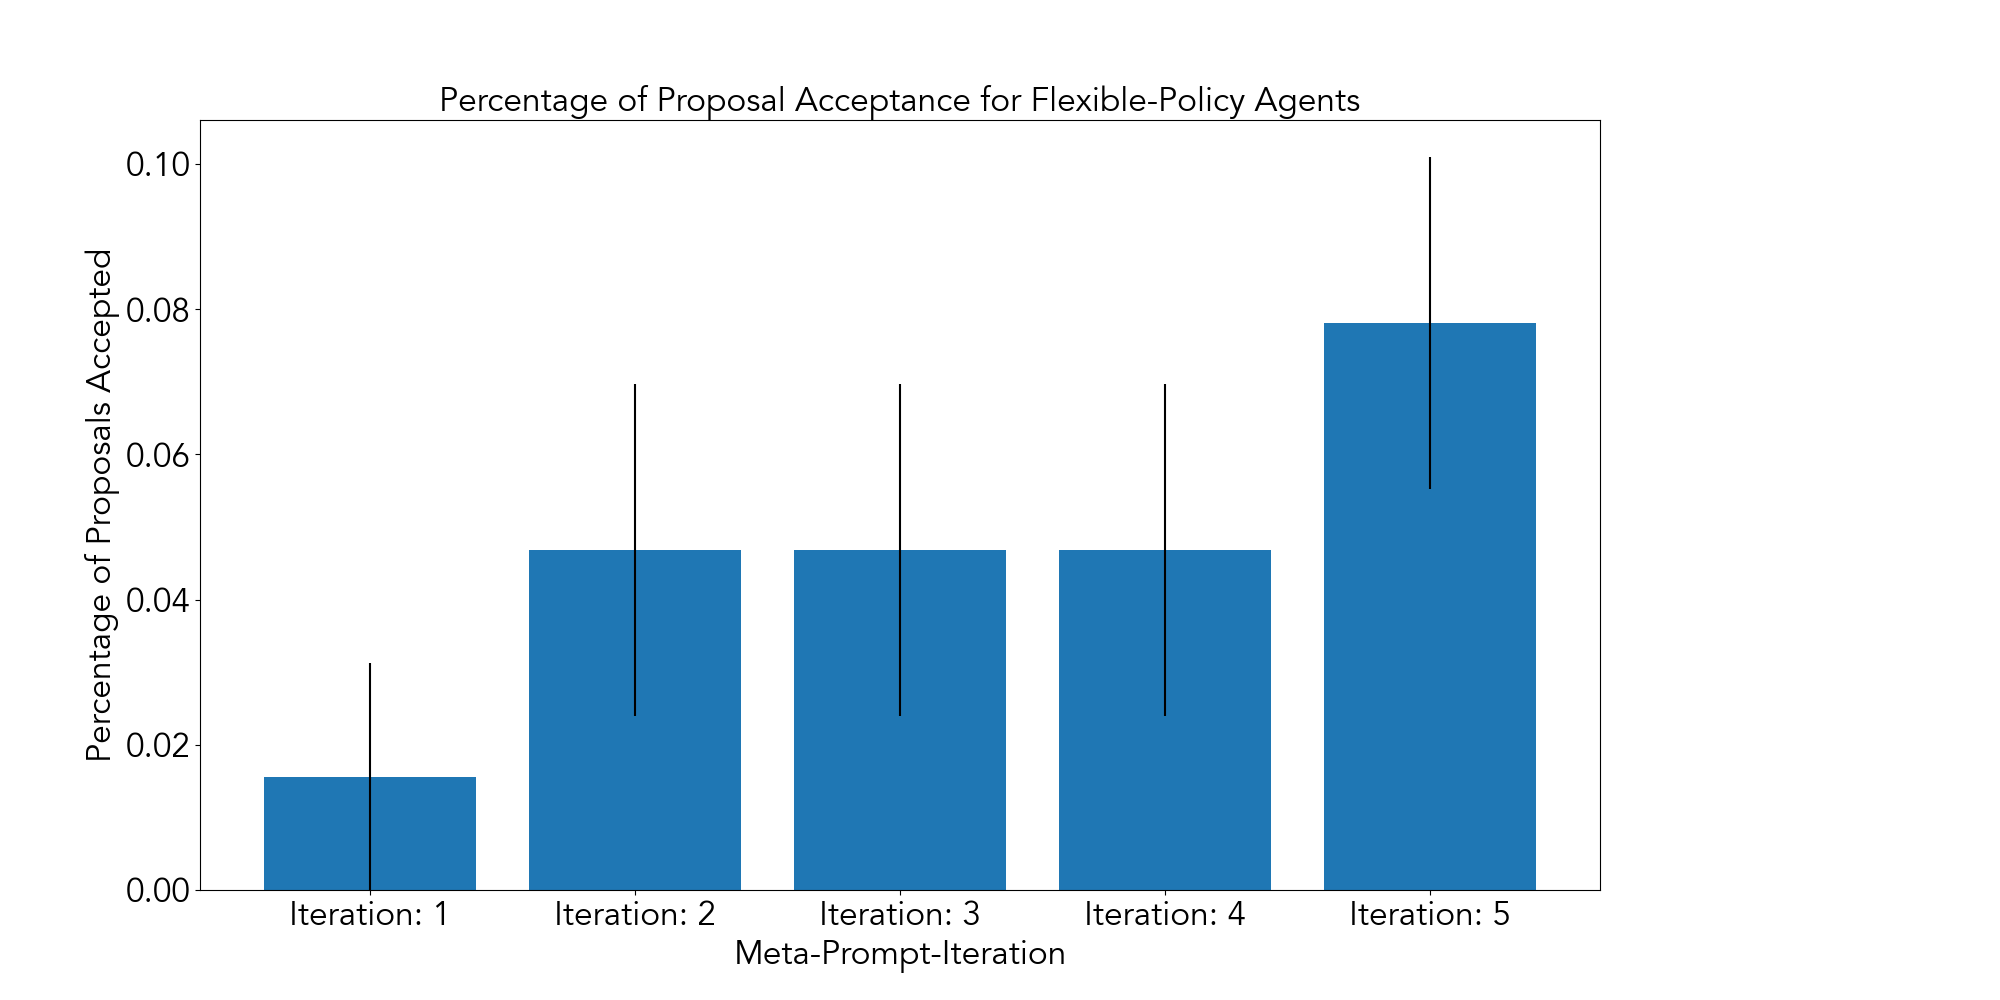 Percentage of Proposal Acceptance for Flexible-Policy Agents
Percentage of Proposals Accepted
0.10
0.08
0.06
0.04
0.02
0.00
Iteration: 1 Iteration: 2 Iteration: 3 Iteration: 4 Iteration: 5
Meta-Prompt-Iteration